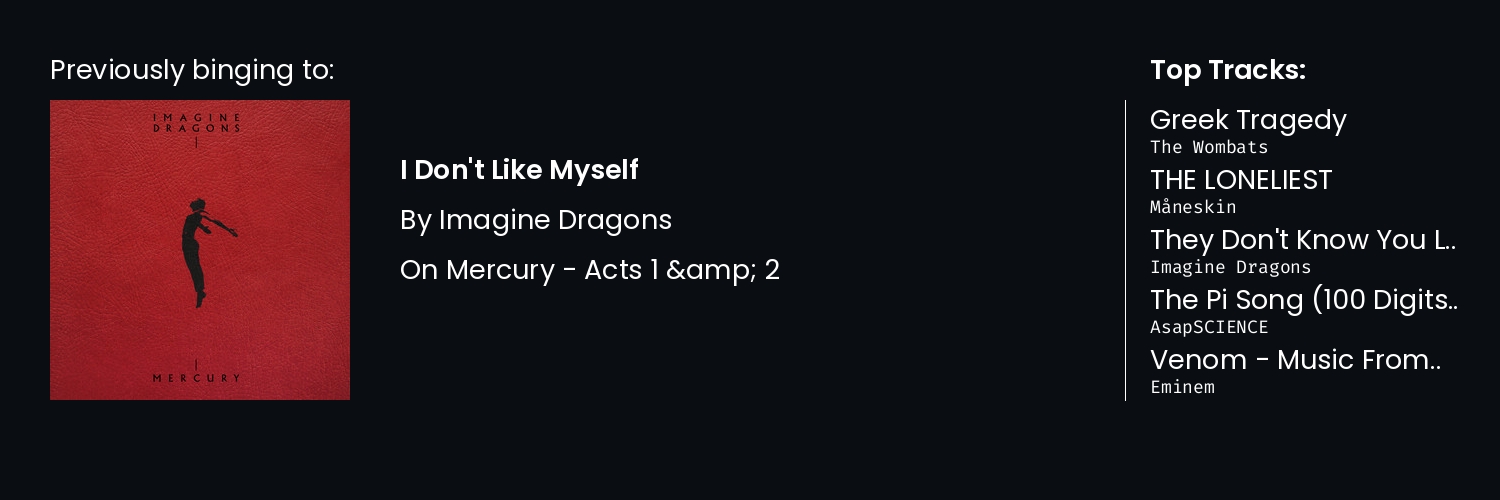 Previously binging to:
IMAGINE
DRAGONS
MERCURY
I Don't Like Myself
By Imagine Dragons
On Mercury - Acts 1 &amp; 2
Top Tracks:
Greek Tragedy
The Wombats
THE LONELIEST
Måneskin
They Don't Know You L..
Imagine Dragons
The Pi Song (100 Digits..
AsapSCIENCE
Venom - Music From..
Eminem